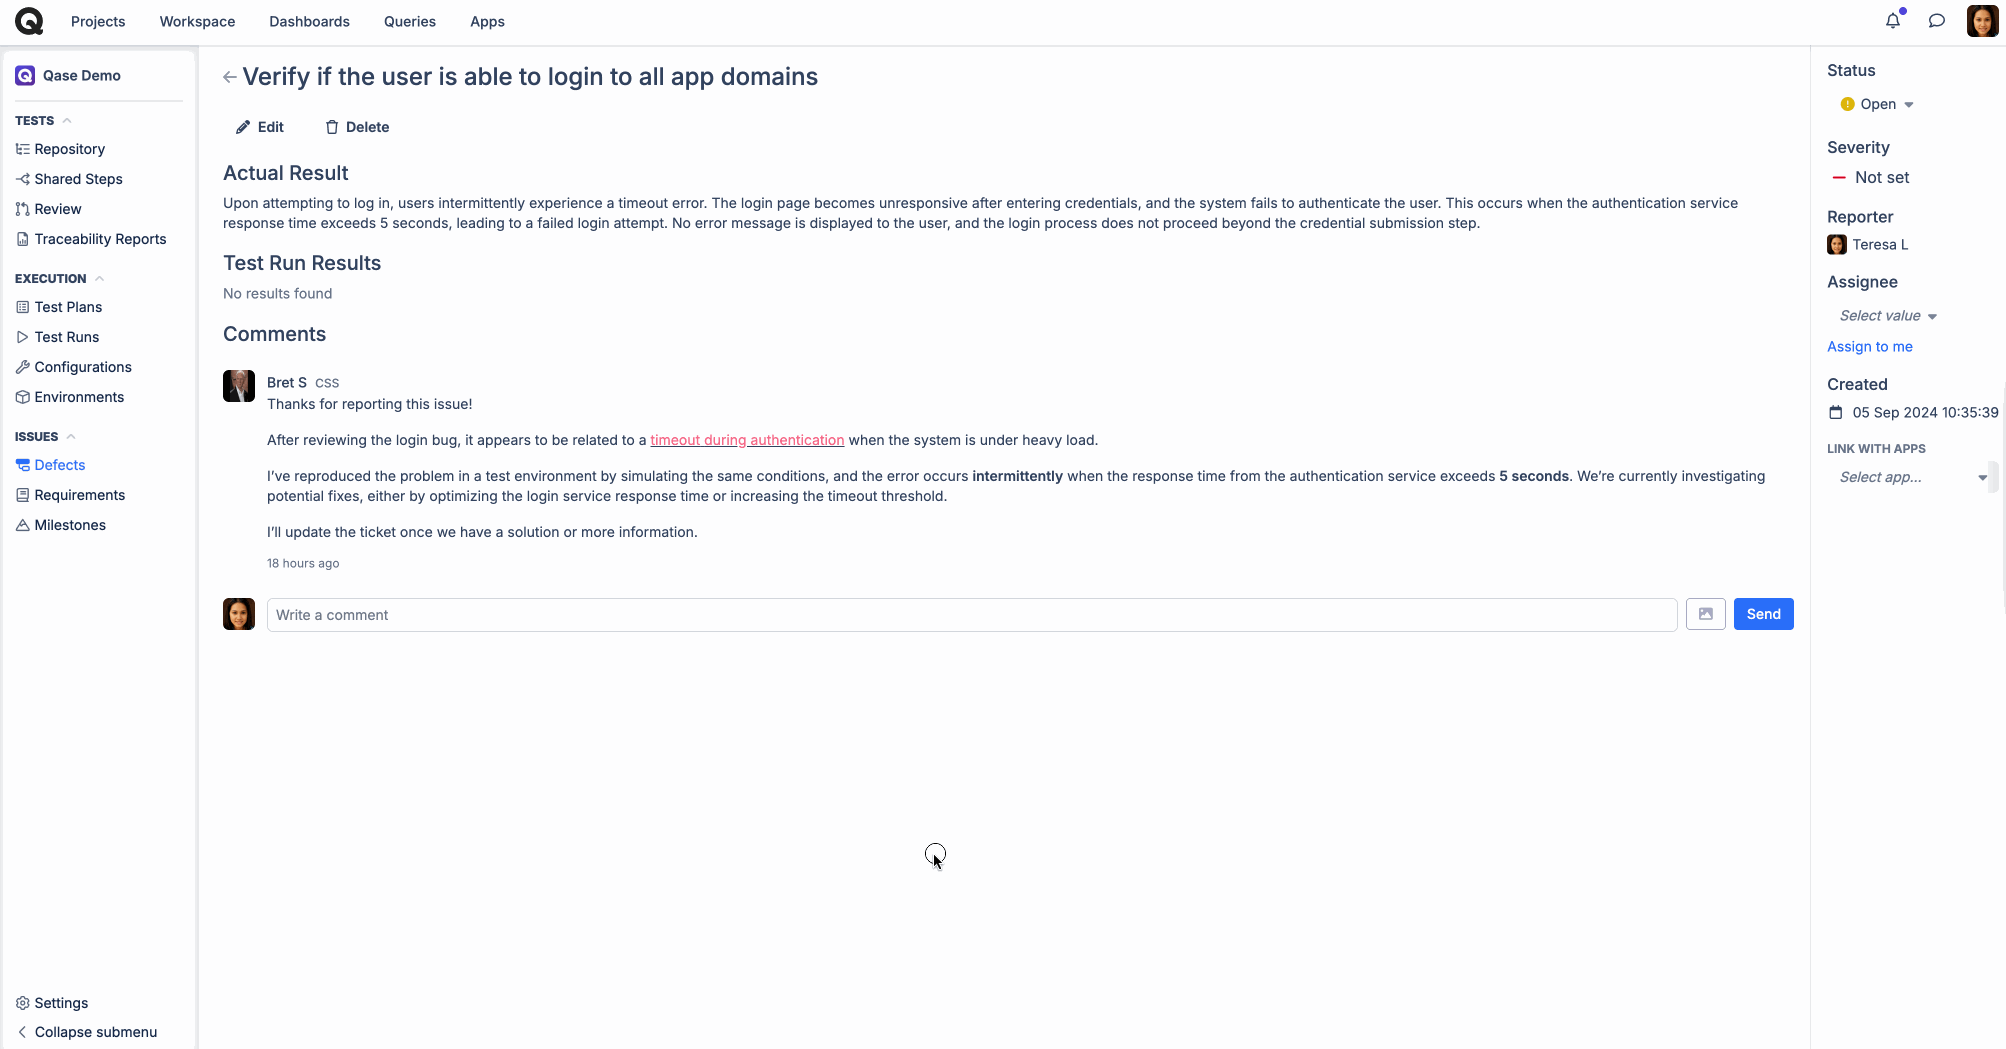 Projects
Workspace
Dashboards
Queries
Apps
Qase Demo
TESTS
Repository
Shared Steps
Review
Traceability Reports
EXECUTION
Test Plans
Test Runs
Configurations
Environments
ISSUES
Defects
Requirements
Milestones
Settings
Collapse submenu
Verify if the user is able to login to all app domains
Edit
Delete
Actual Result
Upon attempting to log in, users intermittently experience a timeout error. The login page becomes unresponsive after entering credentials, and the system fails to authenticate the user. This occurs when the authentication service
response time exceeds 5 seconds, leading to a failed login attempt. No error message is displayed to the user, and the login process does not proceed beyond the credential submission step.
Test Run Results
No results found
Comments
Bret S CSS
Thanks for reporting this issue!
After reviewing the login bug, it appears to be related to a timeout during authentication when the system is under heavy load.
I’ve reproduced the problem in a test environment by simulating the same conditions, and the error occurs intermittently when the response time from the authentication service exceeds 5 seconds. We’re currently investigating
potential fixes, either by optimizing the login service response time or increasing the timeout threshold.
I’ll update the ticket once we have a solution or more information.
18 hours ago
Write a comment
Send
Status
Open
Severity
Not set
Reporter
Teresa L
Assignee
Select value
Assign to me
Created
05 Sep 2024 10:35:39
LINK WITH APPS
Select app...